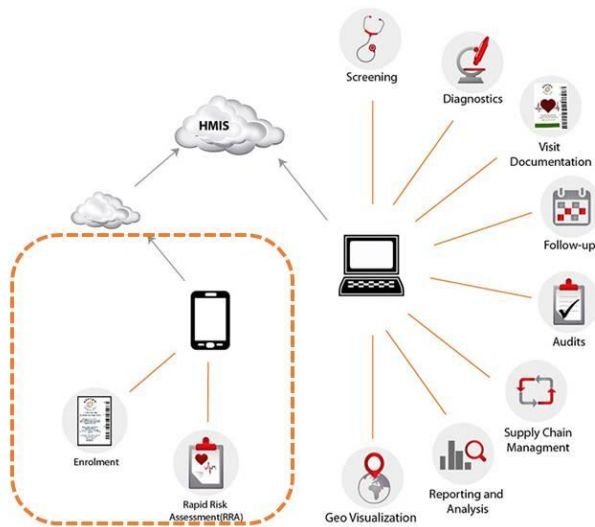 Screening
Diagnostics
HMIS
Visit
Documentation
Follow-up
Audits
Enrolment
Rapid Risk
Assessment(RRA)
Supply Chain
Managment
Reporting and
Analysis
Geo Visualization